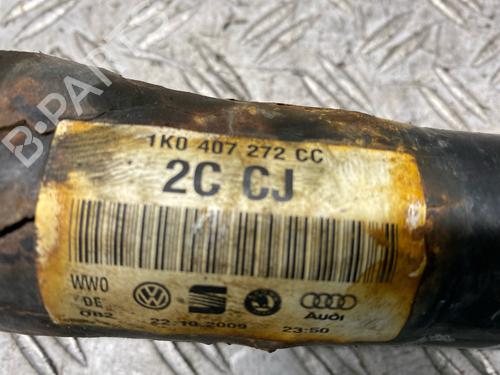 B-PARTS
1K0 407 272 CC
2C CJ
WWO
DE
OB2
22.10.2009 23:50
Audi